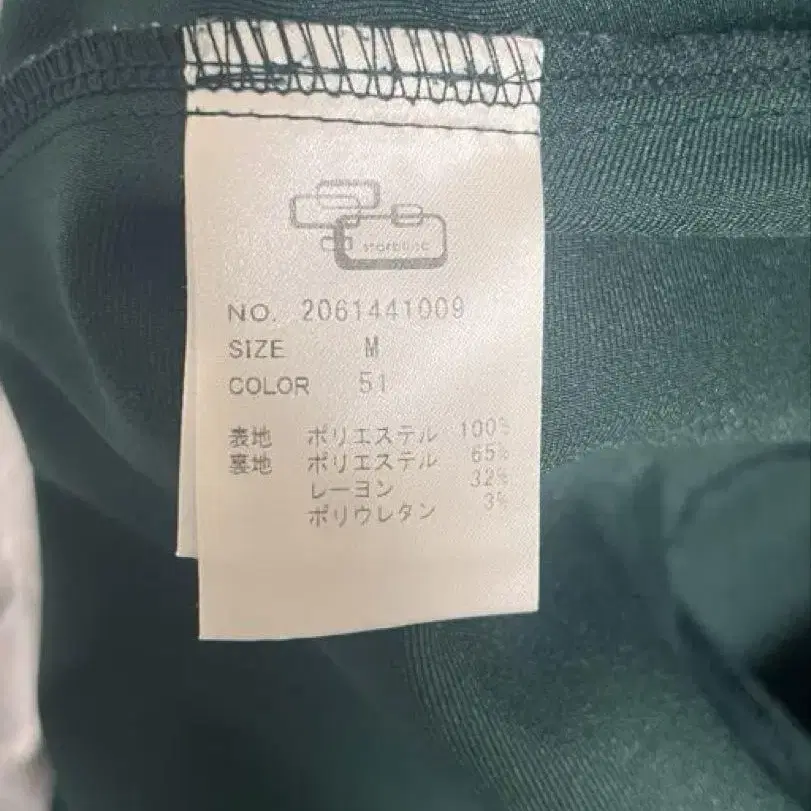 NO. 2061441009
SIZE M
COLOR 51
表地 ポリエステル 100%
裏地 ポリエステル 65%
レーヨン 32%
ポリウレタン 3%